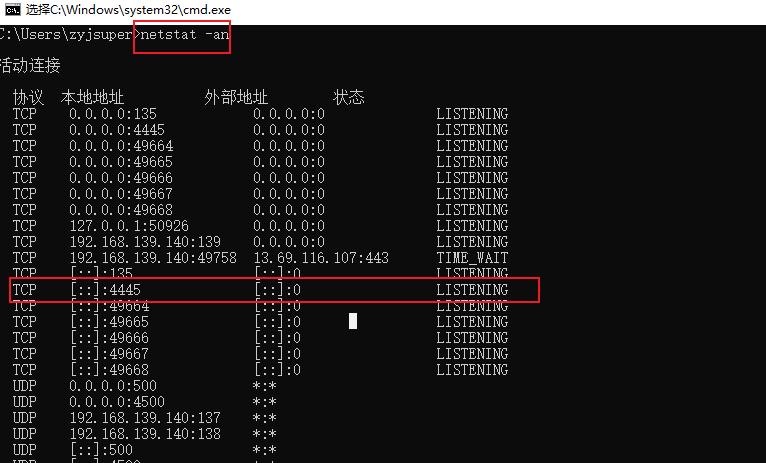 选择C:\Windows\system32\cmd.exe
C:\Users\zyjsuper>netstat -an
活动连接
协议 本地地址 外部地址 状态
TCP 0.0.0.0:135 0.0.0.0:0 LISTENING
TCP 0.0.0.0:4445 0.0.0.0:0 LISTENING
TCP 0.0.0.0:49664 0.0.0.0:0 LISTENING
TCP 0.0.0.0:49665 0.0.0.0:0 LISTENING
TCP 0.0.0.0:49666 0.0.0.0:0 LISTENING
TCP 0.0.0.0:49667 0.0.0.0:0 LISTENING
TCP 0.0.0.0:49668 0.0.0.0:0 LISTENING
TCP 127.0.0.1:50926 0.0.0.0:0 LISTENING
TCP 192.168.139.140:139 0.0.0.0:0 LISTENING
TCP 192.168.139.140:49758 13.69.116.107:443 TIME_WAIT
TCP [::]:135 [::]:0 LISTENING
TCP [::]:4445 [::]:0 LISTENING
TCP [::]:49664 [::]:0 LISTENING
TCP [::]:49665 [::]:0 LISTENING
TCP [::]:49666 [::]:0 LISTENING
TCP [::]:49667 [::]:0 LISTENING
TCP [::]:49668 [::]:0 LISTENING
UDP 0.0.0.0:500 *:*
UDP 0.0.0.0:4500 *:*
UDP 192.168.139.140:137 *:*
UDP 192.168.139.140:138 *:*
UDP [::]:500 *:*
UDP [::]:4500 *:*